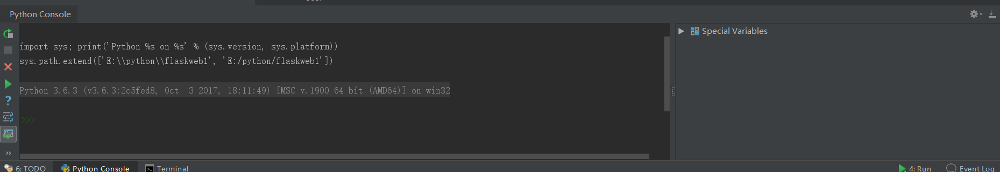 Python Console
import sys; print('Python %s on %s' % (sys.version, sys.platform))
sys.path.extend(['E:\\python\\flaskweb1', 'E:/python/flaskweb1'])
Python 3.6.3 (v3.6.3:2c5fed8, Oct  3 2017, 18:11:49) [MSC v.1900 64 bit (AMD64)] on win32
>>>
Special Variables
6: TODO
Python Console
Terminal
4: Run
Event Log